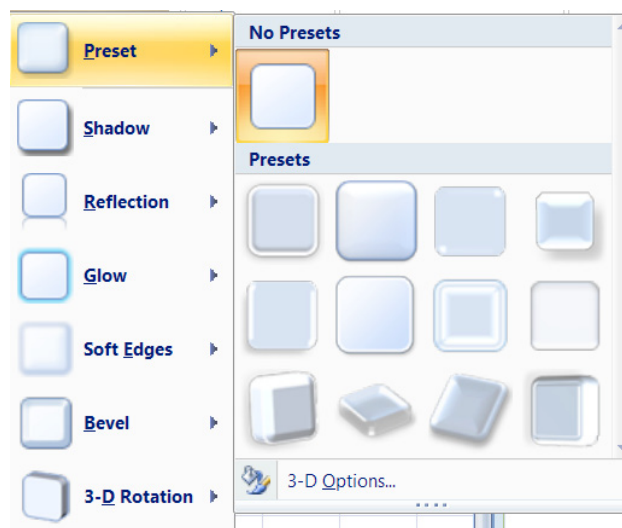 Preset
Shadow
Reflection
Glow
Soft Edges
Bevel
3-D Rotation
No Presets
Presets
3-D Options...